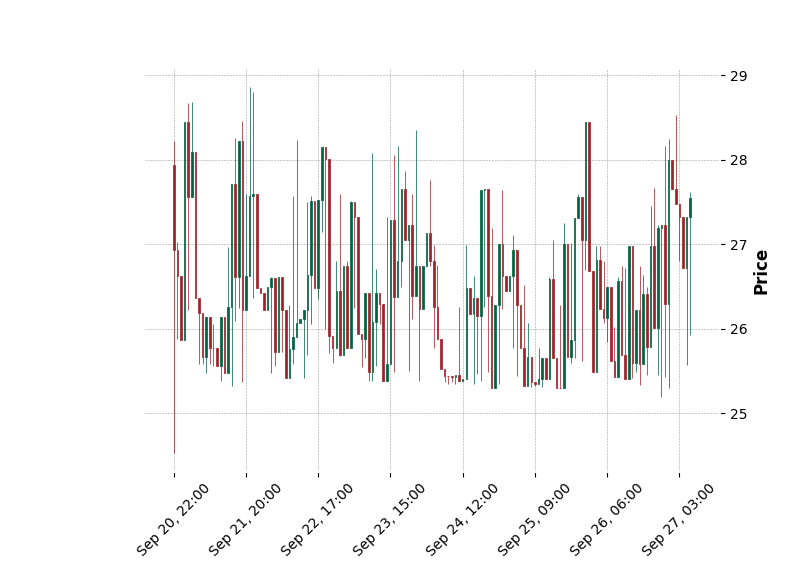 29
28
27
26
25
Price
Sep 20, 22:00
Sep 21, 20:00
Sep 22, 17:00
Sep 23, 15:00
Sep 24, 12:00
Sep 25, 09:00
Sep 26, 06:00
Sep 27, 03:00